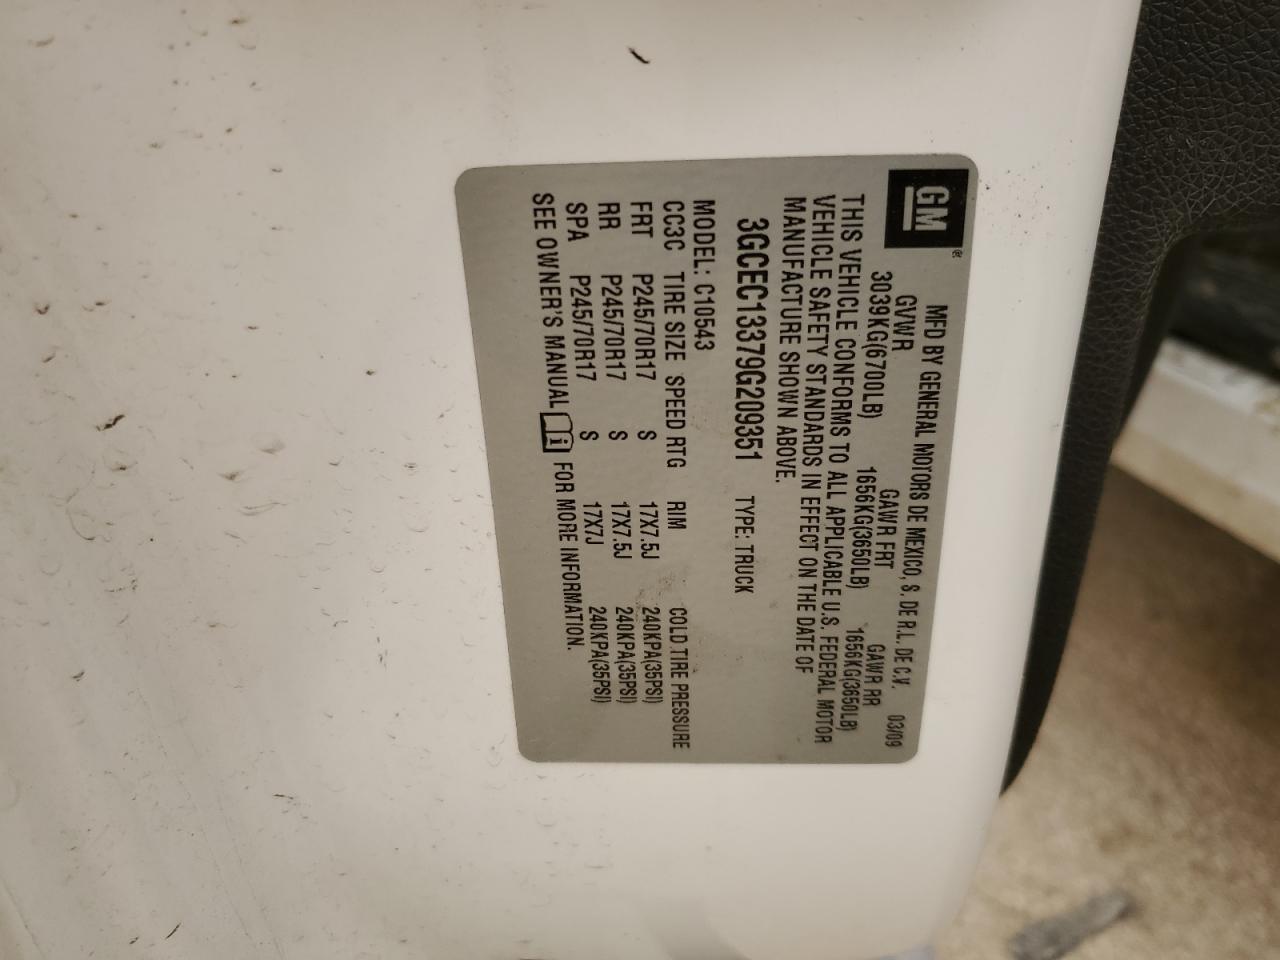 GM®
MFD BY GENERAL MOTORS DE MEXICO, S. DE R.L. DE C.V. 03/09
GVWR GAWR FRT GAWR RR
3039KG(6700LB) 1656KG(3650LB) 1656KG(3650LB)
THIS VEHICLE CONFORMS TO ALL APPLICABLE U.S. FEDERAL MOTOR
VEHICLE SAFETY STANDARDS IN EFFECT ON THE DATE OF
MANUFACTURE SHOWN ABOVE.
3GCEC13379G209351 TYPE: TRUCK
MODEL: C10543
CC3C TIRE SIZE SPEED RTG RIM COLD TIRE PRESSURE
FRT P245/70R17 S 17X7.5J 240KPA(35PSI)
RR P245/70R17 S 17X7.5J 240KPA(35PSI)
SPA P245/70R17 S 17X7J 240KPA(35PSI)
SEE OWNER'S MANUAL FOR MORE INFORMATION.